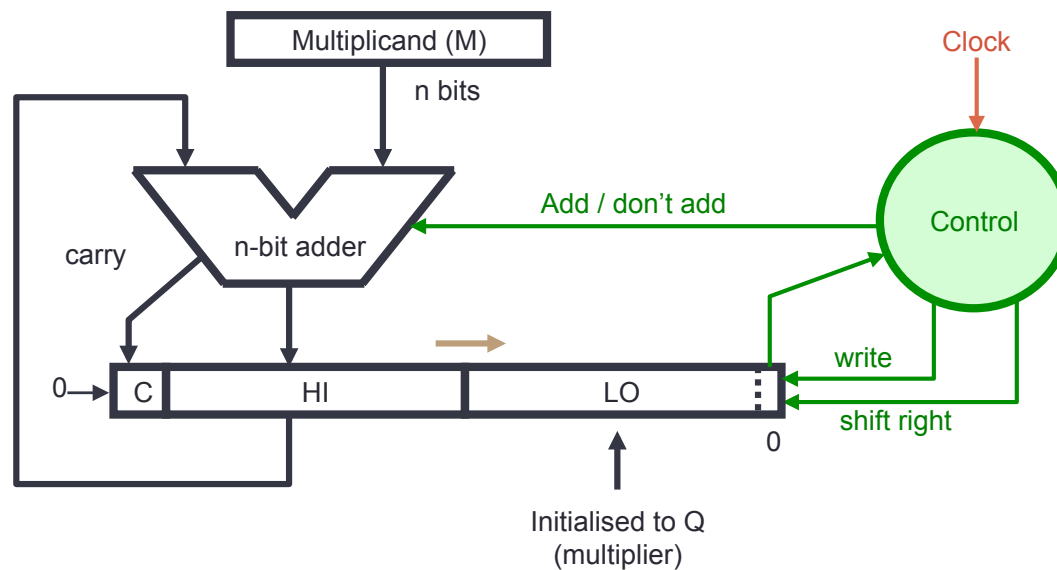 Multiplicand (M)
Clock
n bits
Add / don’t add
Control
n-bit adder
carry
write
0
C
HI
LO
shift right
0
Initialised to Q
(multiplier)